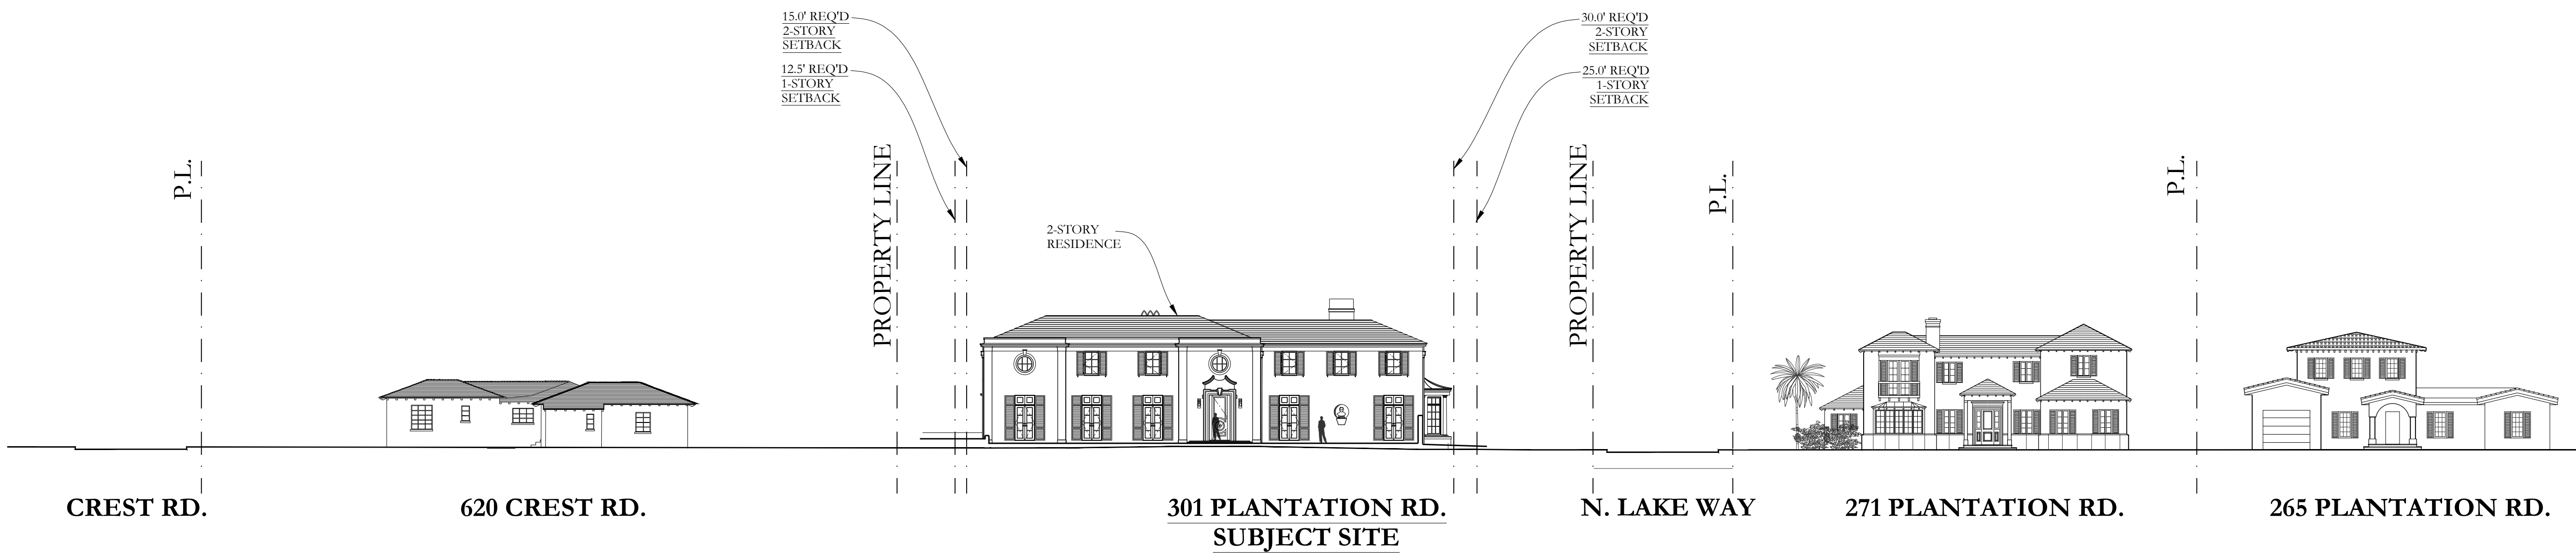 15.0' REQ'D
2-STORY
SETBACK
12.5' REQ'D
1-STORY
SETBACK
30.0' REQ'D
2-STORY
SETBACK
25.0' REQ'D
1-STORY
SETBACK
P.L.
PROPERTY LINE
2-STORY
RESIDENCE
PROPERTY LINE
P.L.
P.L.
CREST RD.
620 CREST RD.
301 PLANTATION RD.
SUBJECT SITE
N. LAKE WAY
271 PLANTATION RD.
265 PLANTATION RD.